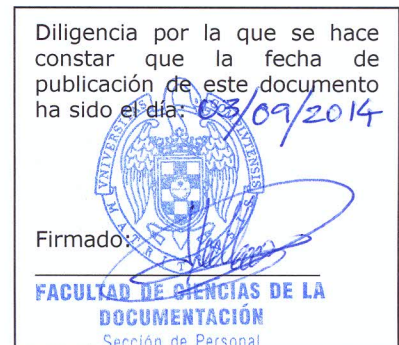 Diligencia por la que se hace
constar que la fecha de
publicación de este documento
ha sido el día: 03/09/2014
Firmado:
FACULTAD DE CIENCIAS DE LA
DOCUMENTACIÓN
Sección de Personal